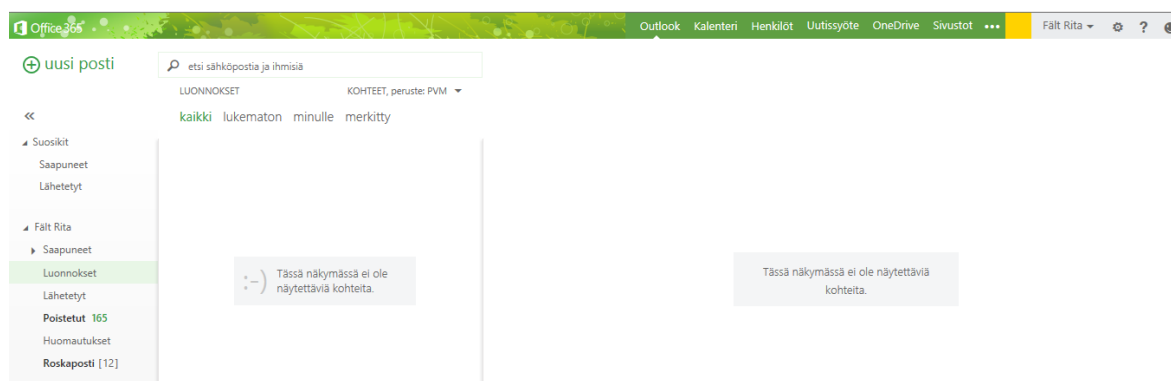 Office 365
Outlook Kalenteri Henkilöt Uutissyöte OneDrive Sivustot ••• Fält Rita ?
uusi posti
etsi sähköpostia ja ihmisiä
LUONNOKSET KOHTEET, peruste: PVM
«
kaikki lukematon minulle merkitty
Suosikit
Saapuneet
Lähetetyt
Fält Rita
Saapuneet
Luonnokset
Lähetetyt
Poistetut 165
Huomautukset
Roskaposti [12]
:-)
Tässä näkymässä ei ole
näytettäviä kohteita.
Tässä näkymässä ei ole näytettäviä
kohteita.